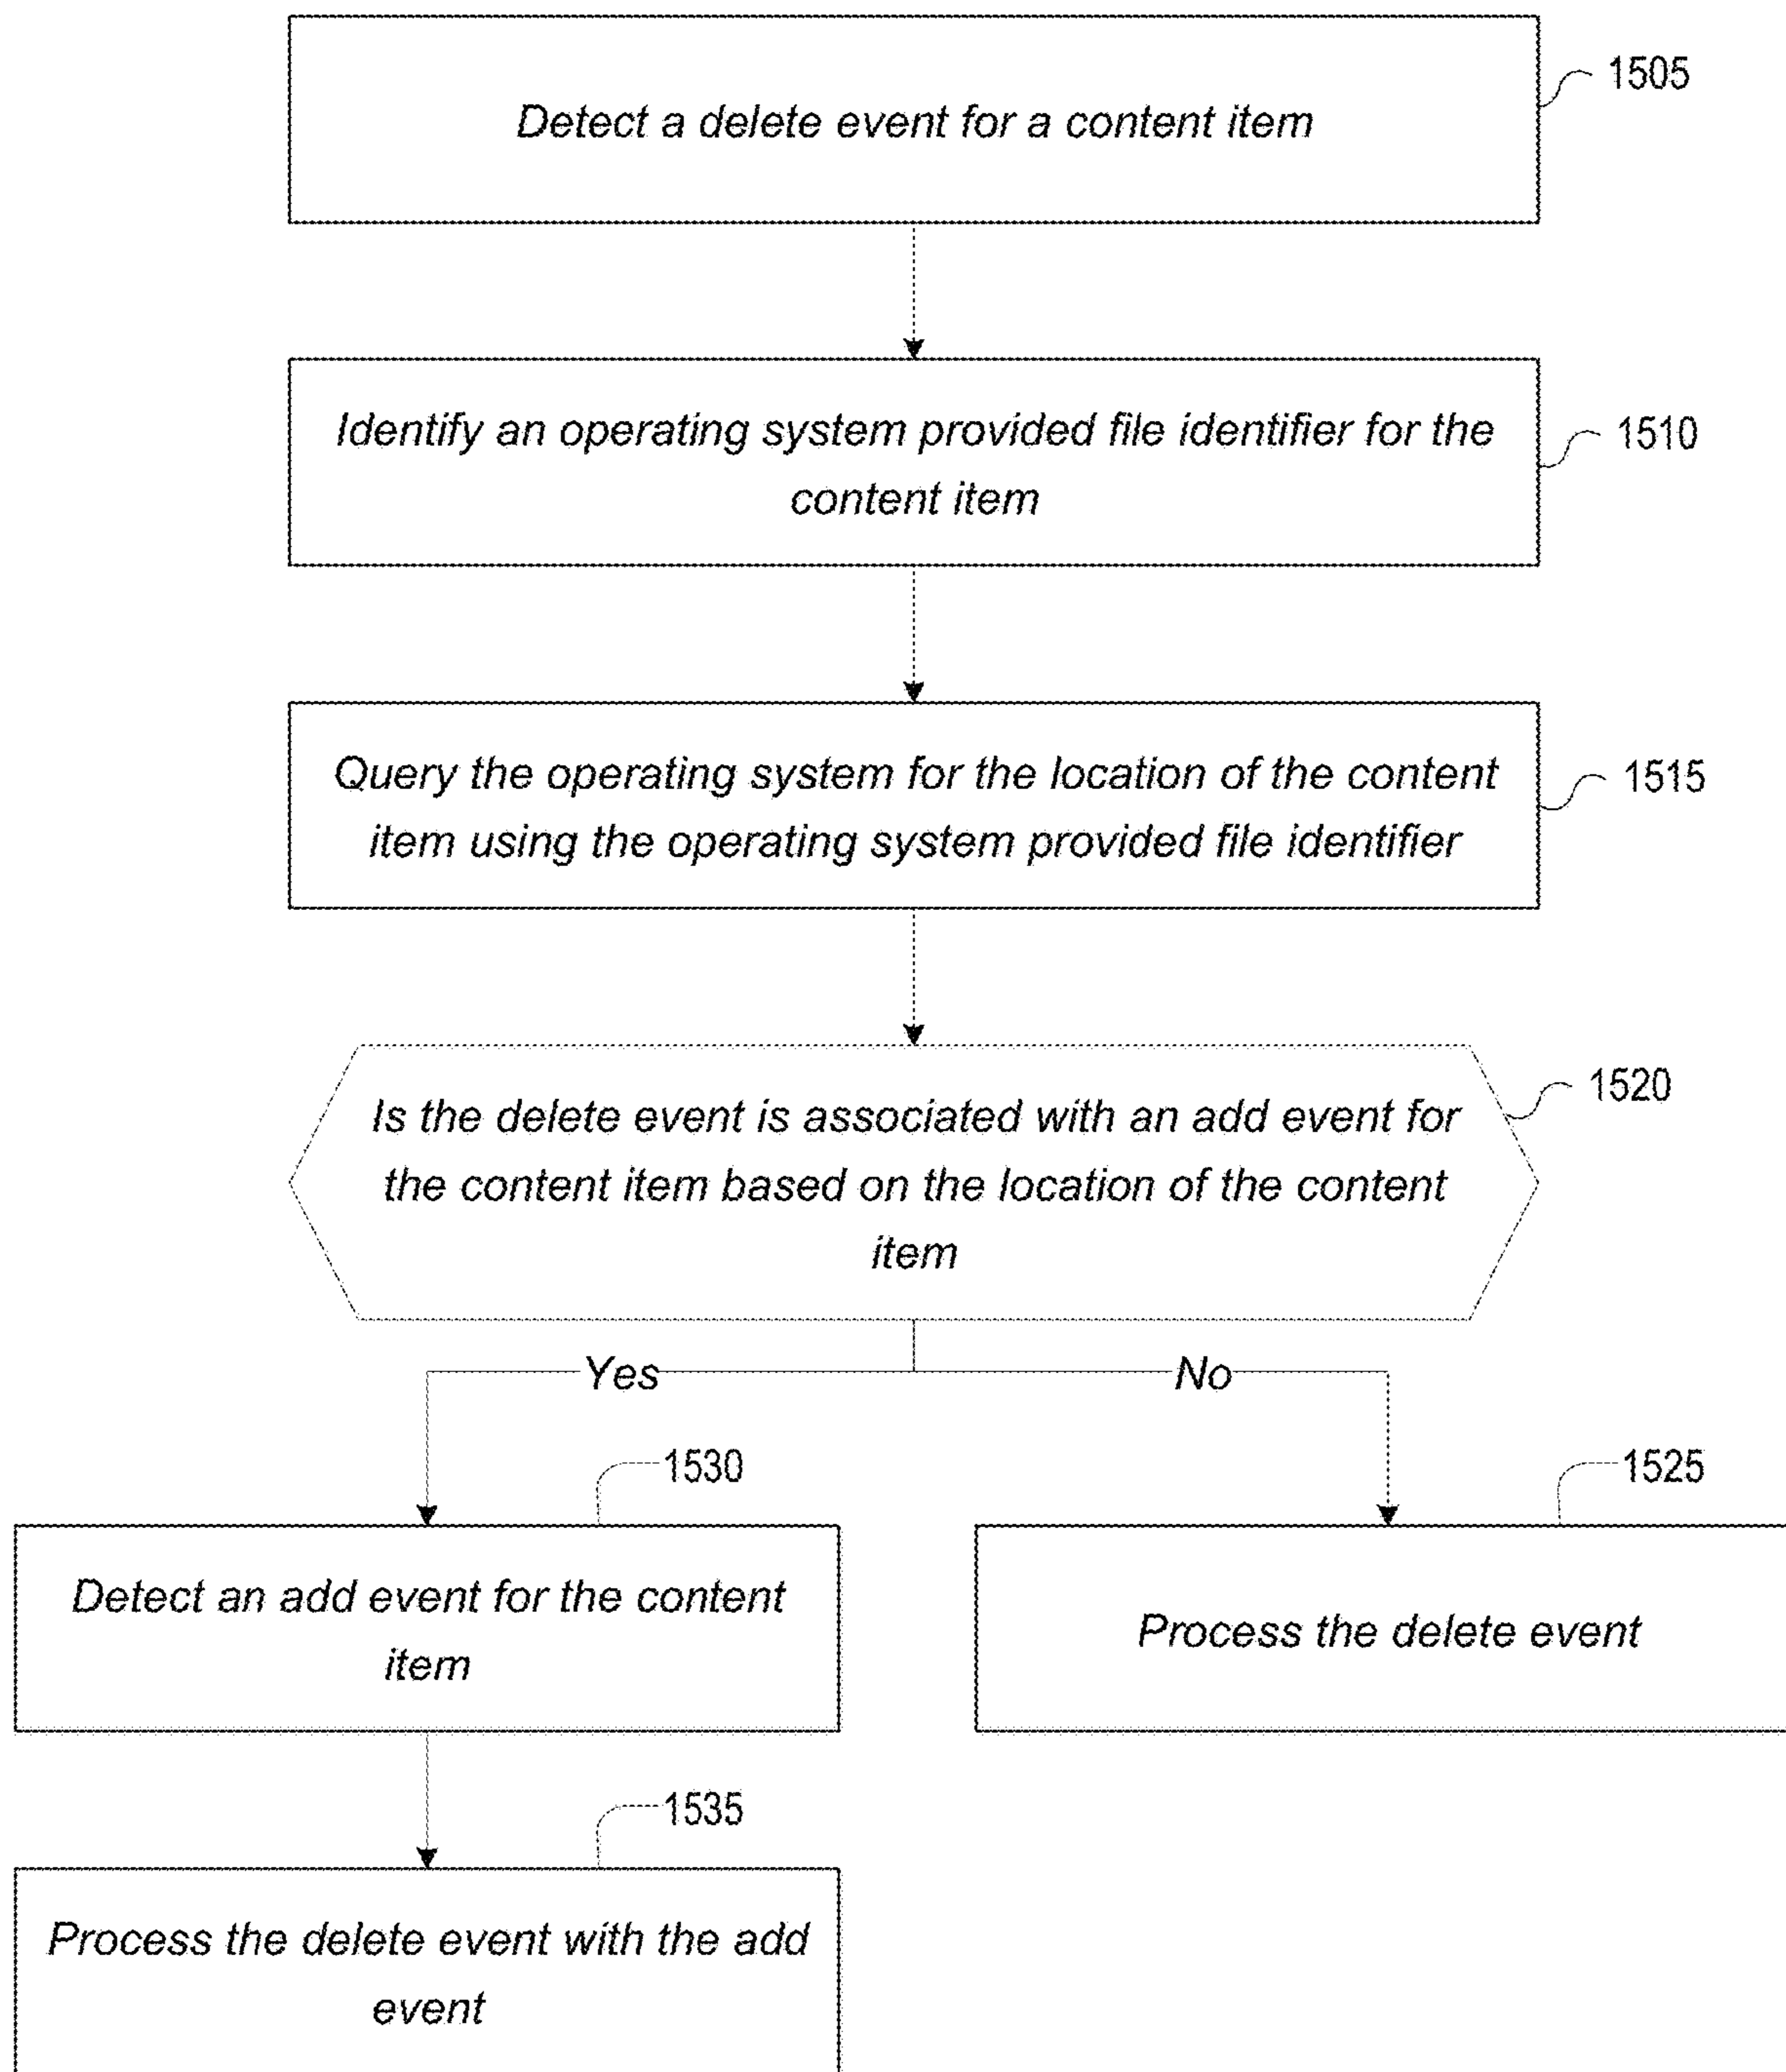 Detect a delete event for a content item
1505
Identify an operating system provided file identifier for the
content item
1510
Query the operating system for the location of the content
item using the operating system provided file identifier
1515
Is the delete event is associated with an add event for
the content item based on the location of the content
item
1520
Yes
No
1530
1525
Detect an add event for the content
item
Process the delete event
1535
Process the delete event with the add
event